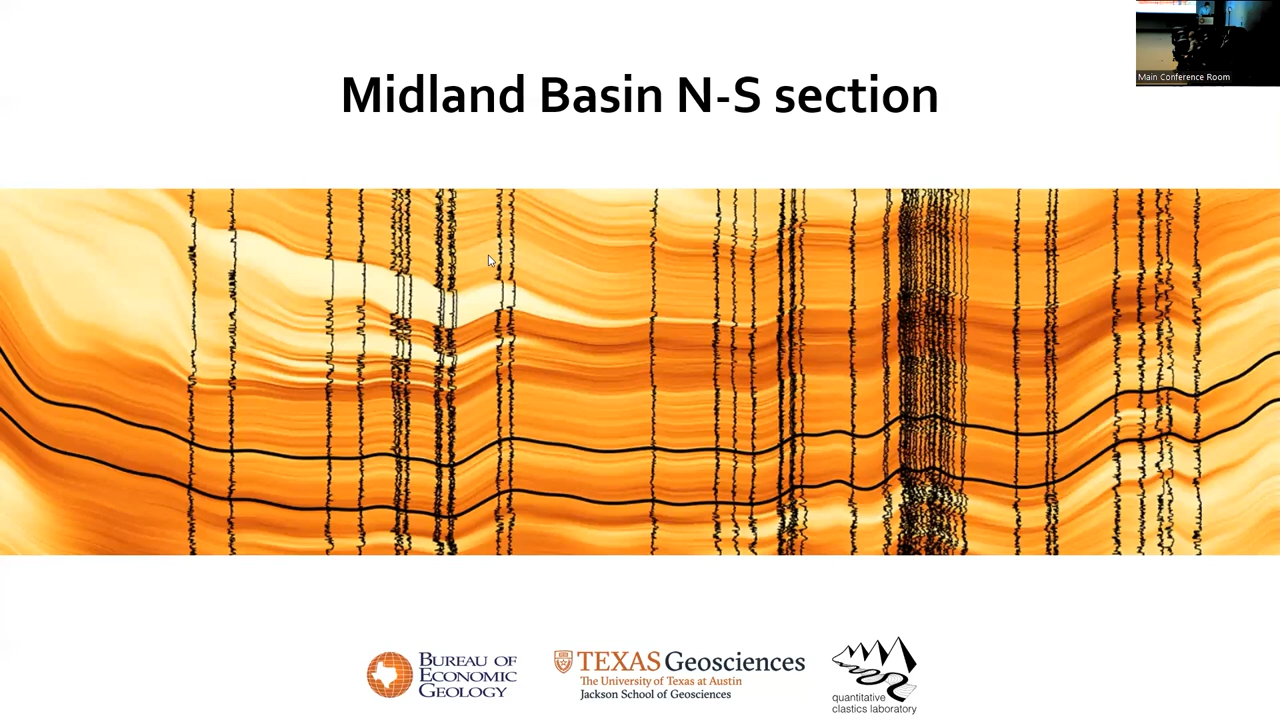 Midland Basin N-S section
Main Conference Room
BUREAU OF
ECONOMIC
GEOLOGY
TEXAS Geosciences
The University of Texas at Austin
Jackson School of Geosciences
quantitative
clastics laboratory